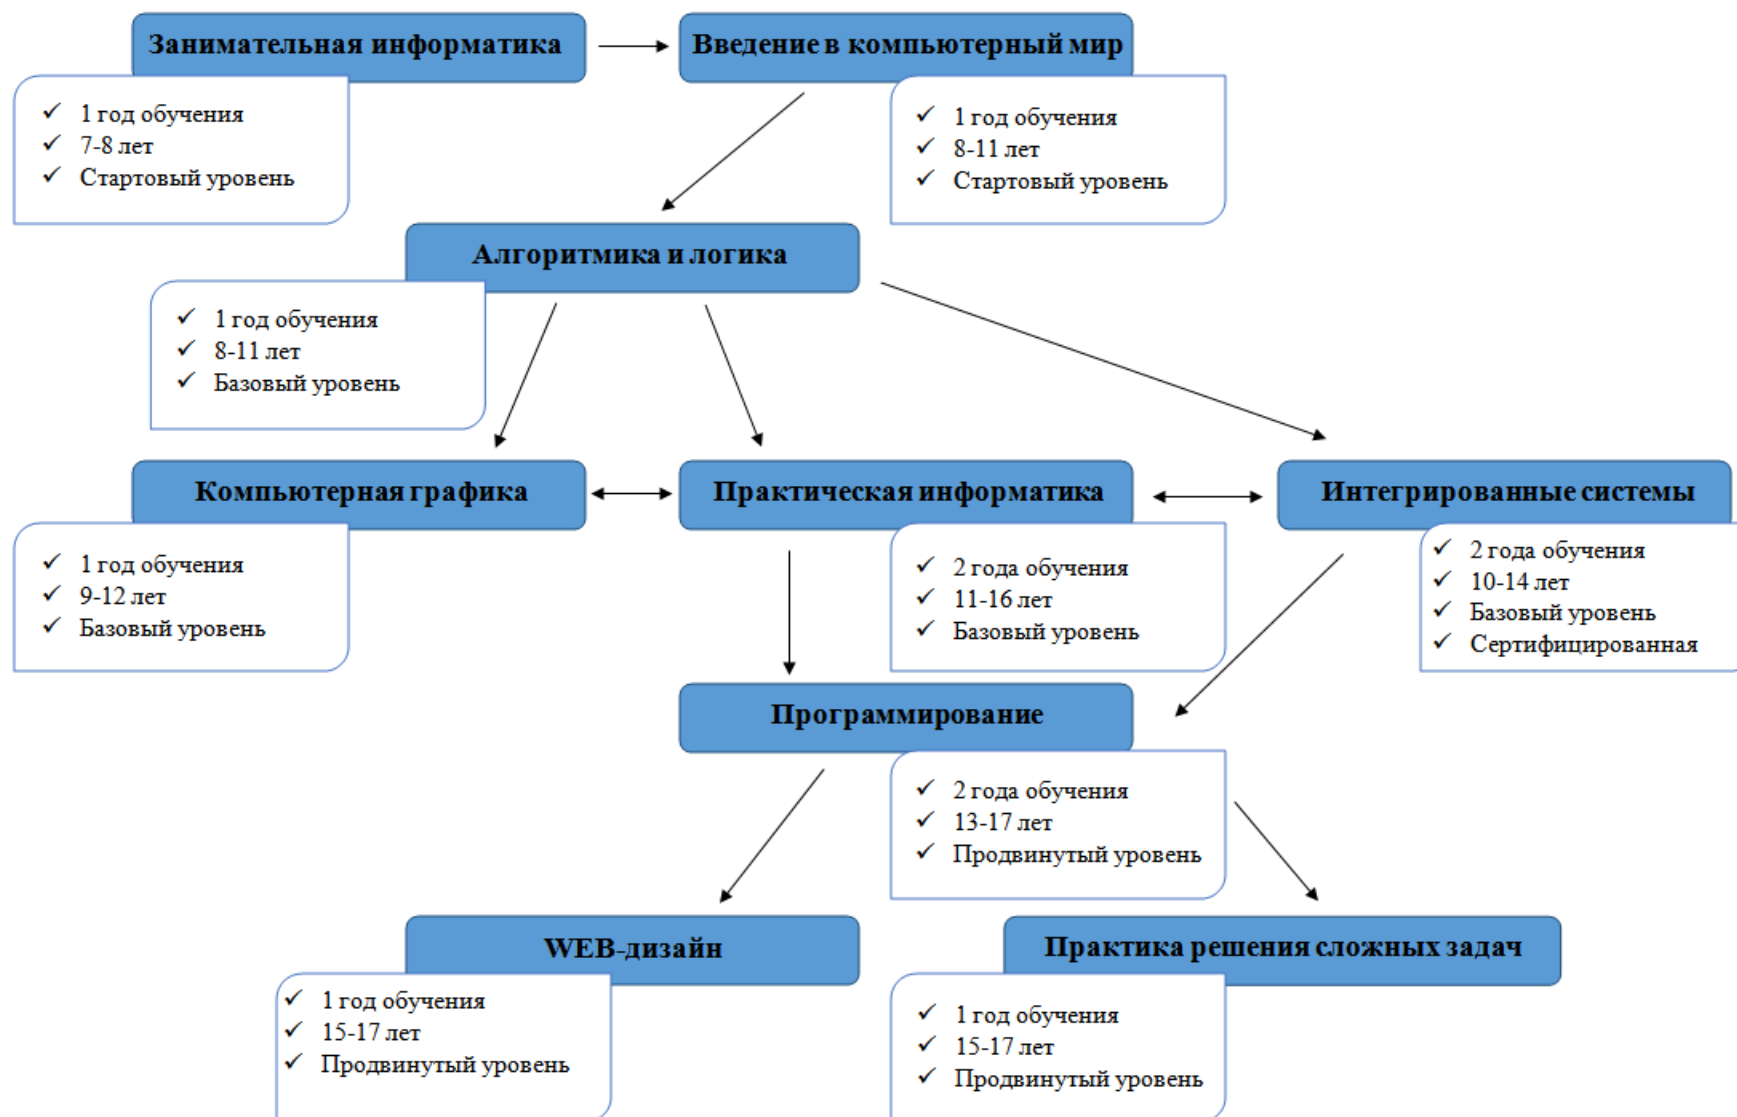 Занимательная информатика
Введение в компьютерный мир
✓ 1 год обучения
✓ 7-8 лет
✓ Стартовый уровень
✓ 1 год обучения
✓ 8-11 лет
✓ Стартовый уровень
Алгоритмика и логика
✓ 1 год обучения
✓ 8-11 лет
✓ Базовый уровень
Компьютерная графика
Практическая информатика
Интегрированные системы
✓ 1 год обучения
✓ 9-12 лет
✓ Базовый уровень
✓ 2 года обучения
✓ 11-16 лет
✓ Базовый уровень
✓ 2 года обучения
✓ 10-14 лет
✓ Базовый уровень
✓ Сертифицированная
Программирование
✓ 2 года обучения
✓ 13-17 лет
✓ Продвинутый уровень
WEB-дизайн
Практика решения сложных задач
✓ 1 год обучения
✓ 15-17 лет
✓ Продвинутый уровень
✓ 1 год обучения
✓ 15-17 лет
✓ Продвинутый уровень